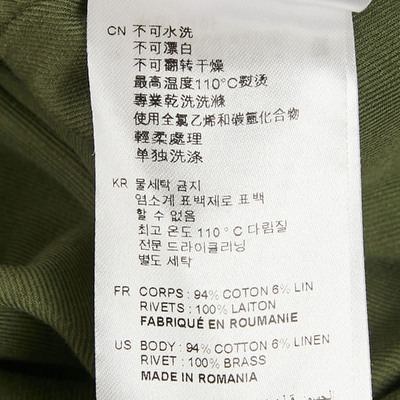 CN 不可水洗
不可漂白
不可翻转干燥
最高温度110°C熨烫
專業乾洗洗滌
使用全氯乙烯和碳氫化合物
輕柔處理
单独洗涤
KR 물세탁 금지
염소계 표백제로 표백
할 수 없음
최고 온도 110 ° C 다림질
전문 드라이클리닝
별도 세탁
FR CORPS : 94% COTON 6% LIN
RIVETS : 100% LAITON
FABRIQUÉ EN ROUMANIE
US BODY : 94% COTTON 6% LINEN
RIVET : 100% BRASS
MADE IN ROMANIA